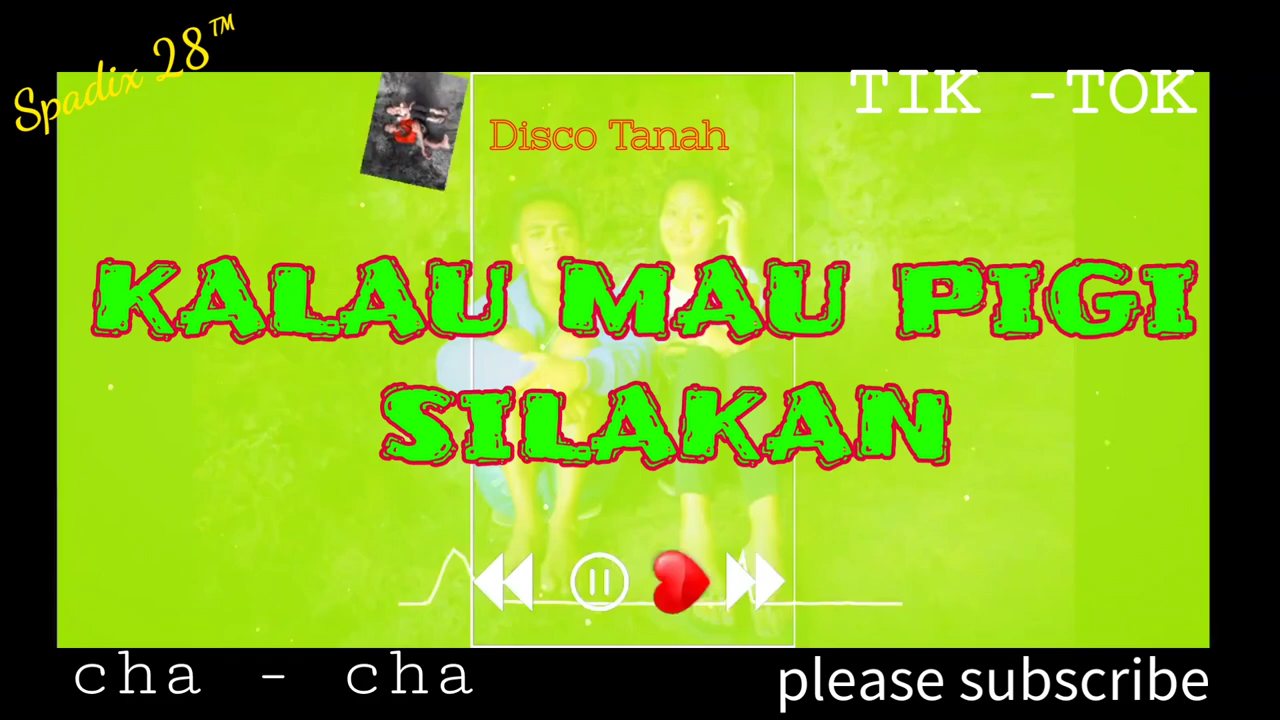 Spadix 28™
TIK -TOK
Disco Tanah
KALAU MAU PIGI
SILAKAN
cha - cha
please subscribe